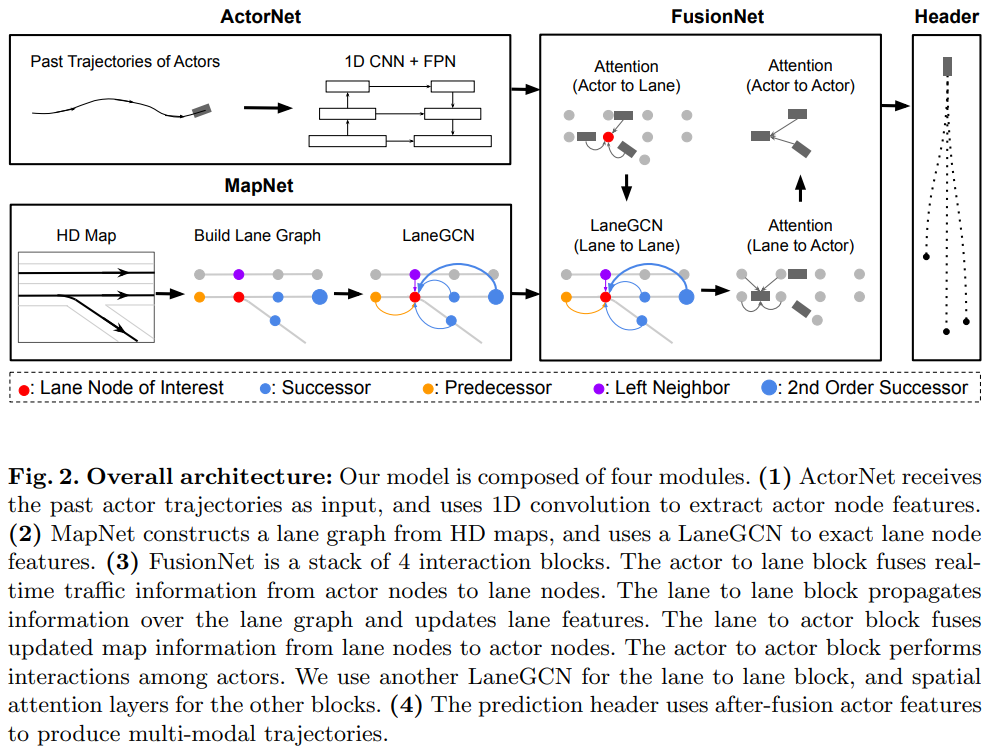 ActorNet
FusionNet
Header
Past Trajectories of Actors
1D CNN + FPN
Attention
(Actor to Lane)
Attention
(Actor to Actor)
MapNet
HD Map
Build Lane Graph
LaneGCN
LaneGCN
(Lane to Lane)
Attention
(Lane to Actor)
: Lane Node of Interest
: Successor
: Predecessor
: Left Neighbor
: 2nd Order Successor
Fig. 2. Overall architecture: Our model is composed of four modules. (1) ActorNet receives
the past actor trajectories as input, and uses 1D convolution to extract actor node features.
(2) MapNet constructs a lane graph from HD maps, and uses a LaneGCN to exact lane node
features. (3) FusionNet is a stack of 4 interaction blocks. The actor to lane block fuses real-
time traffic information from actor nodes to lane nodes. The lane to lane block propagates
information over the lane graph and updates lane features. The lane to actor block fuses
updated map information from lane nodes to actor nodes. The actor to actor block performs
interactions among actors. We use another LaneGCN for the lane to lane block, and spatial
attention layers for the other blocks. (4) The prediction header uses after-fusion actor features
to produce multi-modal trajectories.